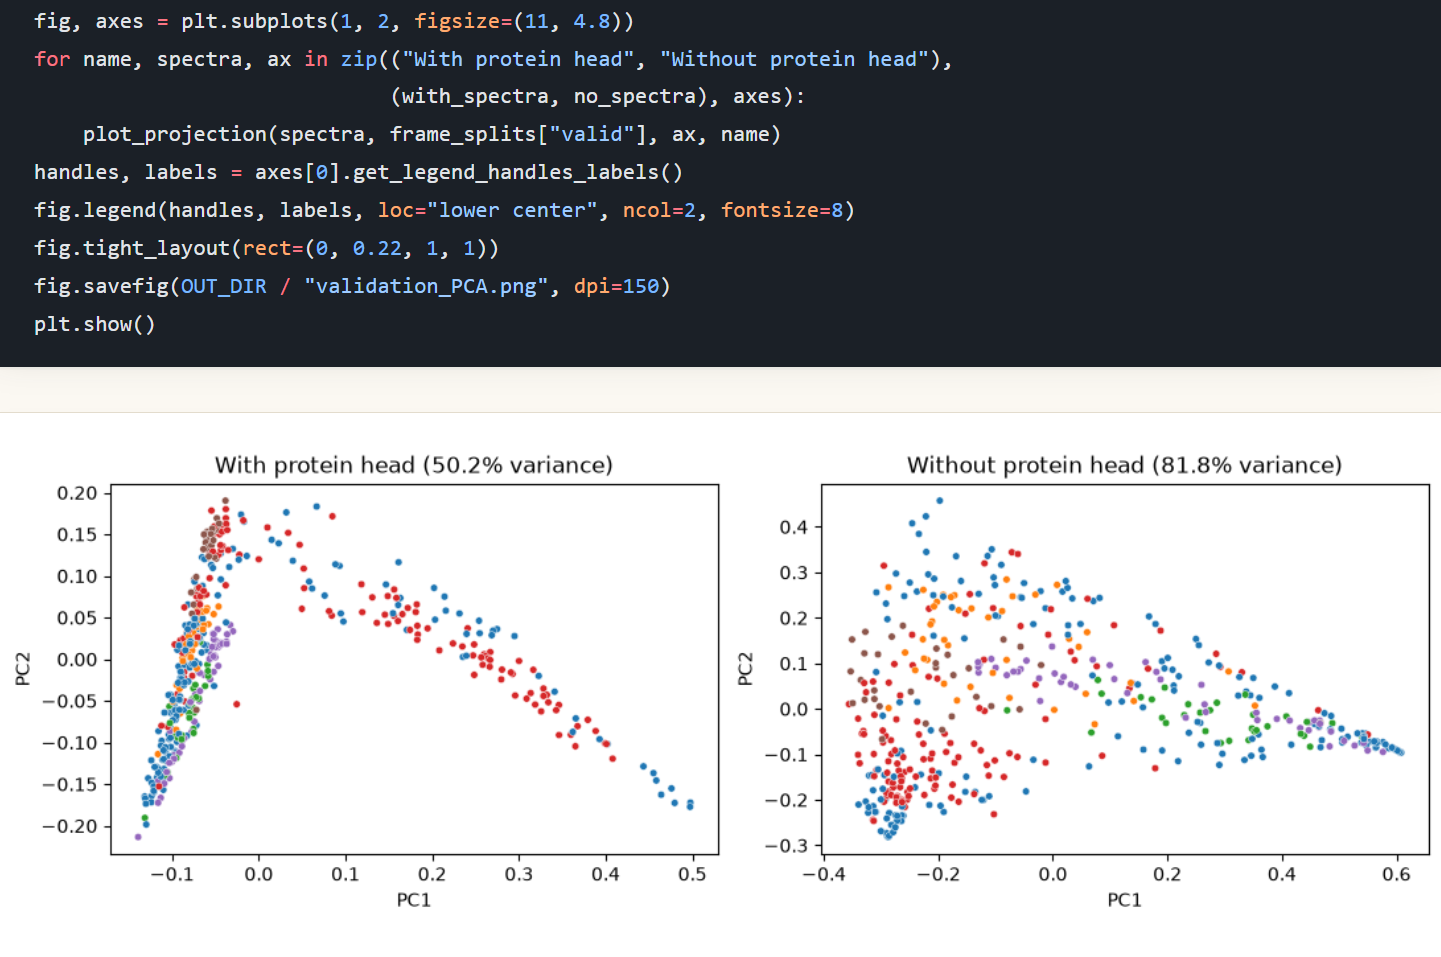 fig, axes = plt.subplots(1, 2, figsize=(11, 4.8))
for name, spectra, ax in zip(("With protein head", "Without protein head"),
(with_spectra, no_spectra), axes):
plot_projection(spectra, frame_splits["valid"], ax, name)
handles, labels = axes[0].get_legend_handles_labels()
fig.legend(handles, labels, loc="lower center", ncol=2, fontsize=8)
fig.tight_layout(rect=(0, 0.22, 1, 1))
fig.savefig(OUT_DIR / "validation_PCA.png", dpi=150)
plt.show()
With protein head (50.2% variance)
0.20
0.15
0.10
0.05
0.00
−0.05
−0.10
−0.15
−0.20
PC2
−0.1 0.0 0.1 0.2 0.3 0.4 0.5
PC1
Without protein head (81.8% variance)
0.4
0.3
0.2
0.1
0.0
−0.1
−0.2
−0.3
PC2
−0.4 −0.2 0.0 0.2 0.4 0.6
PC1